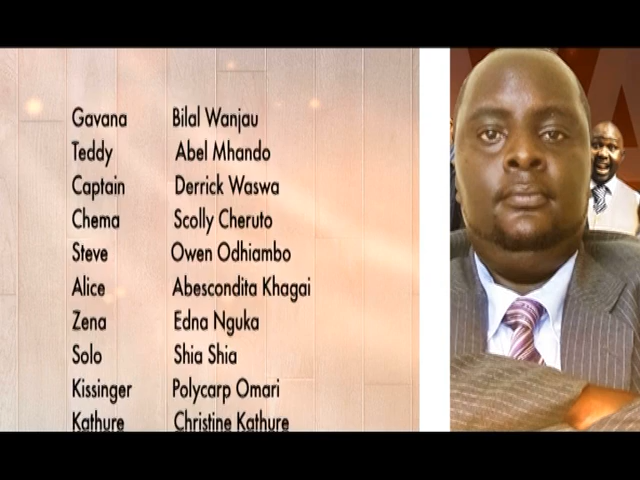 Gavana Bilal Wanjau
Teddy Abel Mhando
Captain Derrick Waswa
Chema Scolly Cheruto
Steve Owen Odhiambo
Alice Abescondita Khagai
Zena Edna Nguka
Solo Shia Shia
Kissinger Polycarp Omari
Kathure Christine Kathure